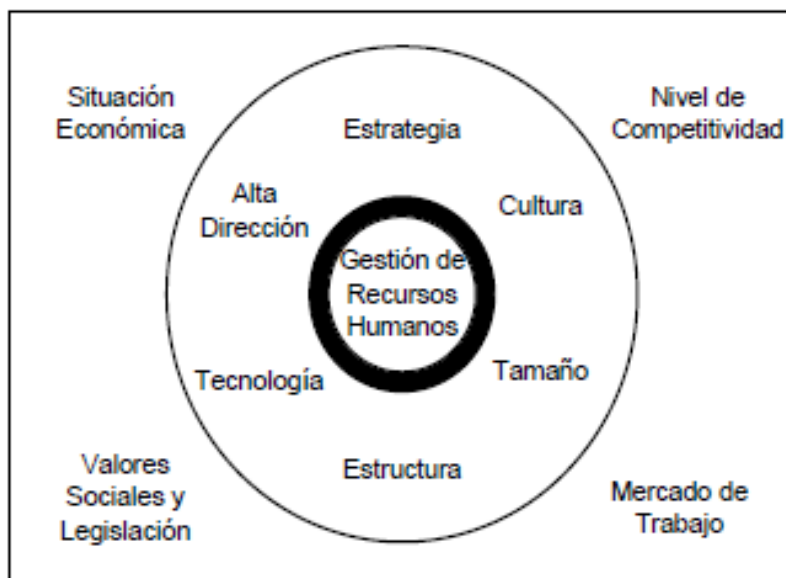 Situación
Económica
Nivel de
Competitividad
Estrategia
Alta
Dirección
Cultura
Gestión de
Recursos
Humanos
Tecnología
Tamaño
Estructura
Valores
Sociales y
Legislación
Mercado de
Trabajo